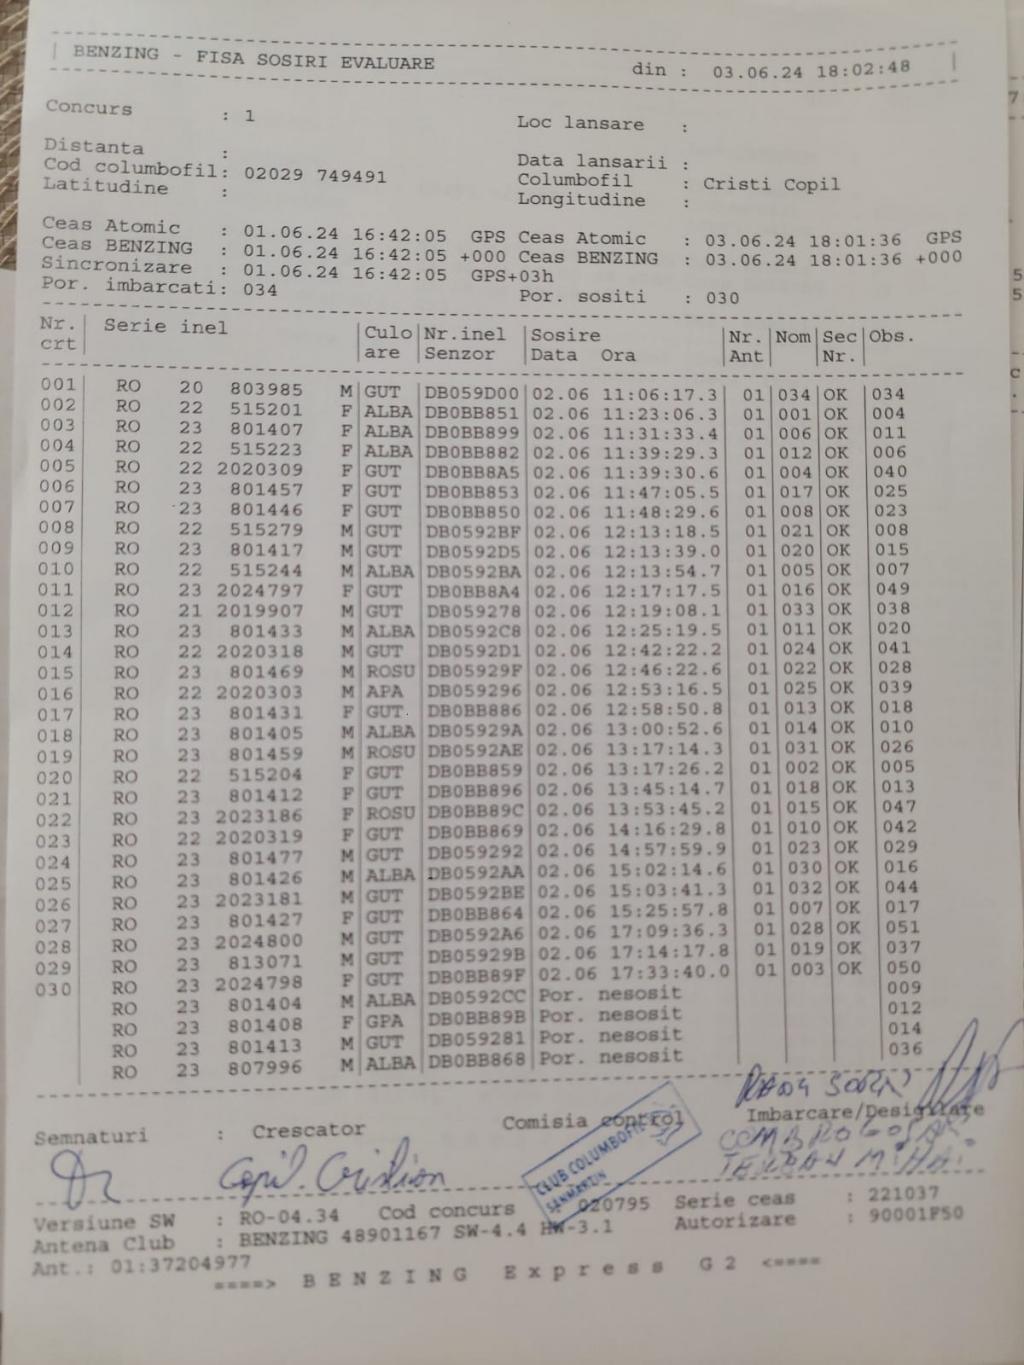 BENZING - FISA SOSIRI EVALUARE din : 03.06.24 18:02:48
Concurs : 1 Loc lansare :
Distanta : Data lansarii :
Cod columbofil: 02029 749491 Columbofil : Cristi Copil
Latitudine : Longitudine :
Ceas Atomic : 01.06.24 16:42:05 GPS Ceas Atomic : 03.06.24 18:01:36 GPS
Ceas BENZING : 01.06.24 16:42:05 +000 Ceas BENZING : 03.06.24 18:01:36 +000
Sincronizare : 01.06.24 16:42:05 GPS+03h
Por. imbarcati: 034 Por. sositi : 030
Nr. Serie inel Culo Nr.inel Sosire Nr. Nom Sec Obs.
crt are Senzor Data Ora Ant Nr.
001 RO 20 803985 M GUT DB059D00 02.06 11:06:17.3 01 034 OK 034
002 RO 22 515201 F ALBA DB0BB851 02.06 11:23:06.3 01 001 OK 004
003 RO 23 801407 F ALBA DB0BB899 02.06 11:31:33.4 01 006 OK 011
004 RO 22 515223 F ALBA DB0BB882 02.06 11:39:29.3 01 012 OK 006
005 RO 22 2020309 F GUT DB0BB8A5 02.06 11:39:30.6 01 004 OK 040
006 RO 23 801457 F GUT DB0BB853 02.06 11:47:05.5 01 017 OK 025
007 RO 23 801446 F GUT DB0BB850 02.06 11:48:29.6 01 008 OK 023
008 RO 22 515279 M GUT DB0592BF 02.06 12:13:18.5 01 021 OK 008
009 RO 23 801417 M GUT DB0592D5 02.06 12:13:39.0 01 020 OK 015
010 RO 22 515244 M ALBA DB0592BA 02.06 12:13:54.7 01 005 OK 007
011 RO 23 2024797 F GUT DB0BB8A4 02.06 12:17:17.5 01 016 OK 049
012 RO 21 2019907 M GUT DB059278 02.06 12:19:08.1 01 033 OK 038
013 RO 23 801433 M ALBA DB0592C8 02.06 12:25:19.5 01 011 OK 020
014 RO 22 2020318 M GUT DB0592D1 02.06 12:42:22.2 01 024 OK 041
015 RO 23 801469 M ROSU DB05929F 02.06 12:46:22.6 01 022 OK 028
016 RO 22 2020303 M APA DB059296 02.06 12:53:16.5 01 025 OK 039
017 RO 23 801431 F GUT DB0BB886 02.06 12:58:50.8 01 013 OK 018
018 RO 23 801405 M ALBA DB05929A 02.06 13:00:52.6 01 014 OK 010
019 RO 23 801459 M ROSU DB0592AE 02.06 13:17:14.3 01 031 OK 026
020 RO 22 515204 F GUT DB0BB859 02.06 13:17:26.2 01 002 OK 005
021 RO 23 801412 F GUT DB0BB896 02.06 13:45:14.7 01 018 OK 013
022 RO 23 2023186 F ROSU DB0BB89C 02.06 13:53:45.2 01 015 OK 047
023 RO 22 2020319 F GUT DB0BB869 02.06 14:16:29.8 01 010 OK 042
024 RO 23 801477 M GUT DB059292 02.06 14:57:59.9 01 023 OK 029
025 RO 23 801426 M ALBA DB0592AA 02.06 15:02:14.6 01 030 OK 016
026 RO 23 2023181 M GUT DB0592BE 02.06 15:03:41.3 01 032 OK 044
027 RO 23 801427 F GUT DB0BB864 02.06 15:25:57.8 01 007 OK 017
028 RO 23 2024800 M GUT DB0592A6 02.06 17:09:36.3 01 028 OK 051
029 RO 23 813071 M GUT DB05929B 02.06 17:14:17.8 01 019 OK 037
030 RO 23 2024798 F GUT DB0BB89F 02.06 17:33:40.0 01 003 OK 050
RO 23 801404 M ALBA DB0592CC Por. nesosit 009
RO 23 801408 F GPA DB0BB89B Por. nesosit 012
RO 23 801413 M GUT DB059281 Por. nesosit 014
RO 23 807996 M ALBA DB0BB868 Por. nesosit 036
Semnaturi : Crescator Comisia control Imbarcare/Desigilare
Copil Cristian
CLUB COLUMBOFIL
SANMARTIN
Versiune SW : RO-04.34 Cod concurs 020795 Serie ceas : 221037
Antena Club : BENZING 48901167 SW-4.4 HW-3.1 Autorizare : 90001F50
Ant.: 01:37204977
====> BENZING Express G2 <====